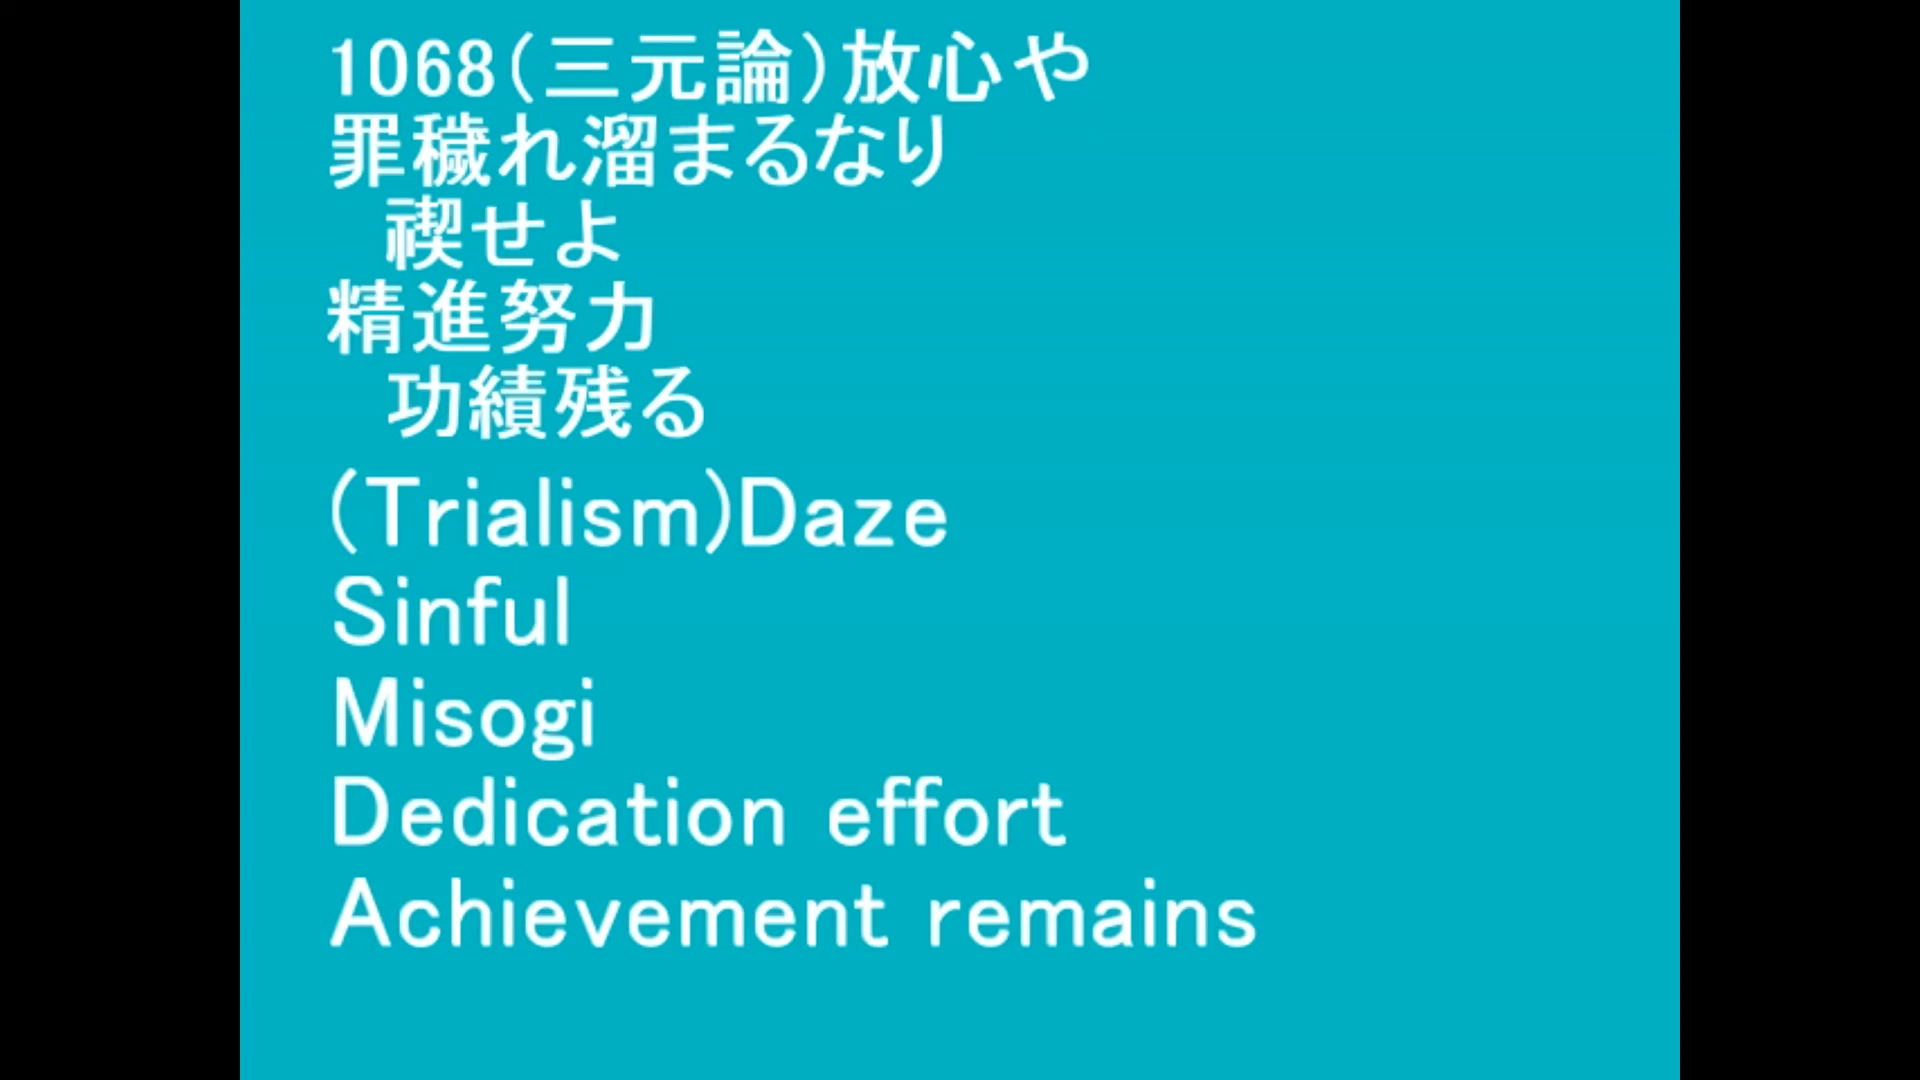 1068(三元論)放心や
罪穢れ溜まるなり
禊せよ
精進努力
功績残る
(Trialism)Daze
Sinful
Misogi
Dedication effort
Achievement remains